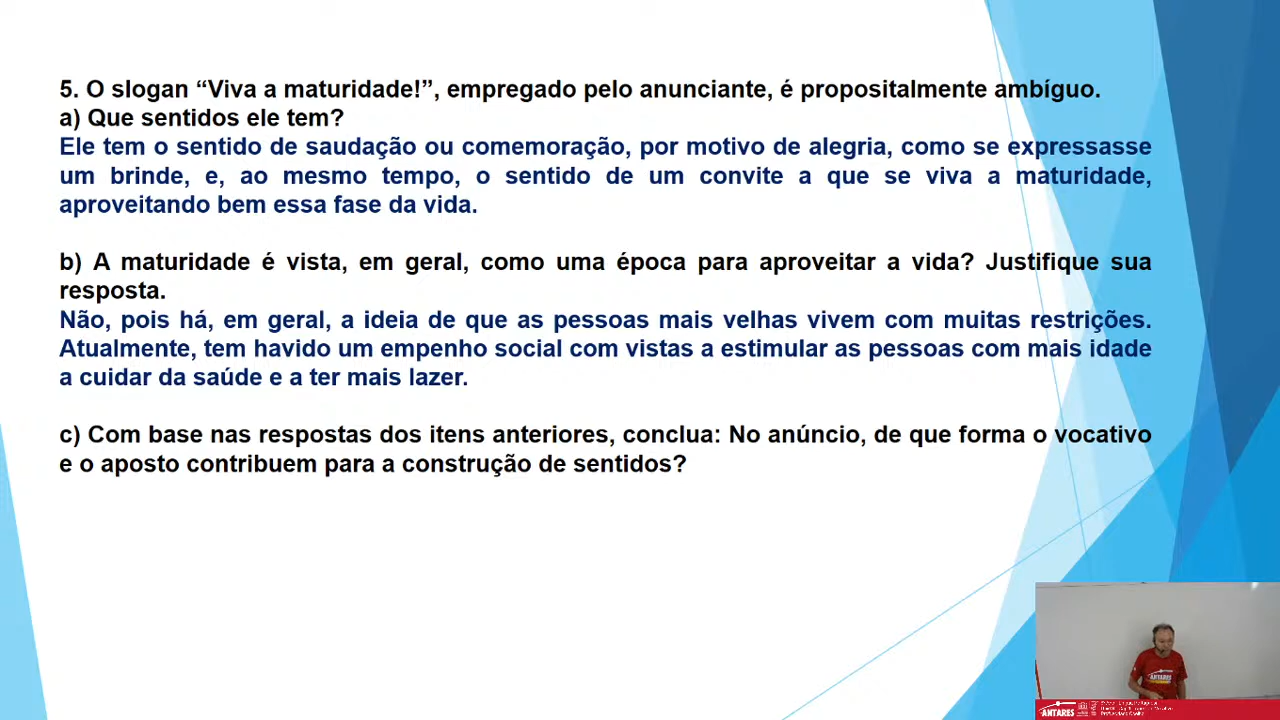 5. O slogan “Viva a maturidade!”, empregado pelo anunciante, é propositalmente ambíguo.
a) Que sentidos ele tem?
Ele tem o sentido de saudação ou comemoração, por motivo de alegria, como se expressasse
um brinde, e, ao mesmo tempo, o sentido de um convite a que se viva a maturidade,
aproveitando bem essa fase da vida.
b) A maturidade é vista, em geral, como uma época para aproveitar a vida? Justifique sua
resposta.
Não, pois há, em geral, a ideia de que as pessoas mais velhas vivem com muitas restrições.
Atualmente, tem havido um empenho social com vistas a estimular as pessoas com mais idade
a cuidar da saúde e a ter mais lazer.
c) Com base nas respostas dos itens anteriores, conclua: No anúncio, de que forma o vocativo
e o aposto contribuem para a construção de sentidos?
ANTARES
ANTARES